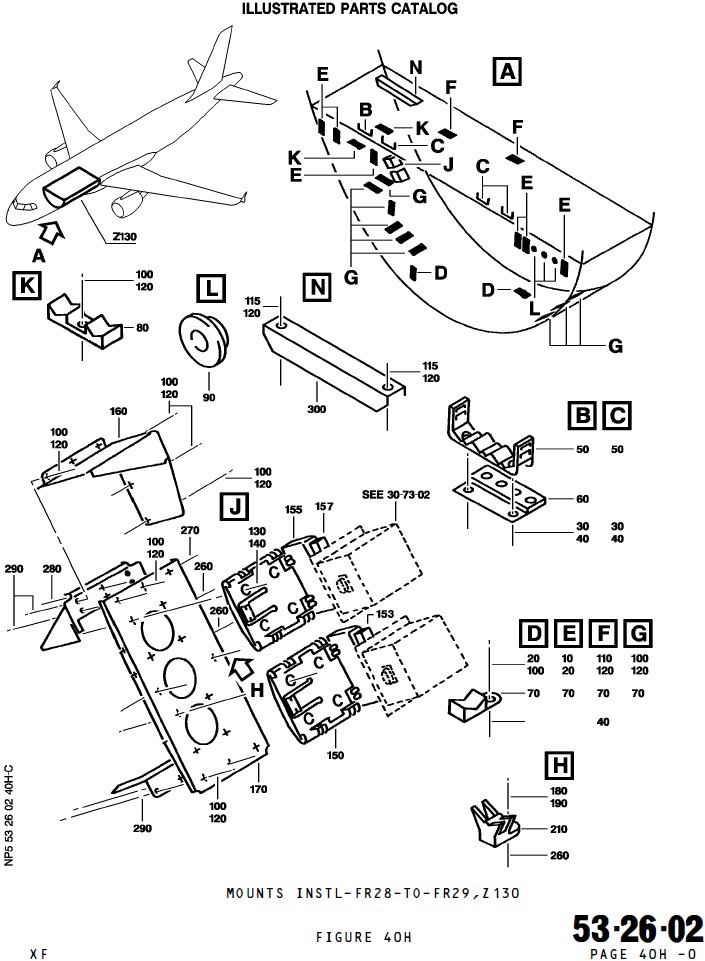 ILLUSTRATED PARTS CATALOG
A
Z130
A
E
B
N
F
K
C
J
K
E
G
G
D
F
C
E
E
D
L
G
K
100
120
80
L
90
N
115
120
115
120
300
B C
50 50
60
30 30
40 40
100
120
160
100
120
100
120
J
270
100
120
260
290
280
260
130
140
155
157
SEE 30-73-02
153
H
150
290
100
120
170
D E F G
20 10 110 100
100 20 120 120
70 70 70 70
40
H
180
190
210
260
NP5 53 26 02 40H-C
MOUNTS INSTL-FR28-TO-FR29,Z130
FIGURE 40H
53-26-02
XF
PAGE 40H -0